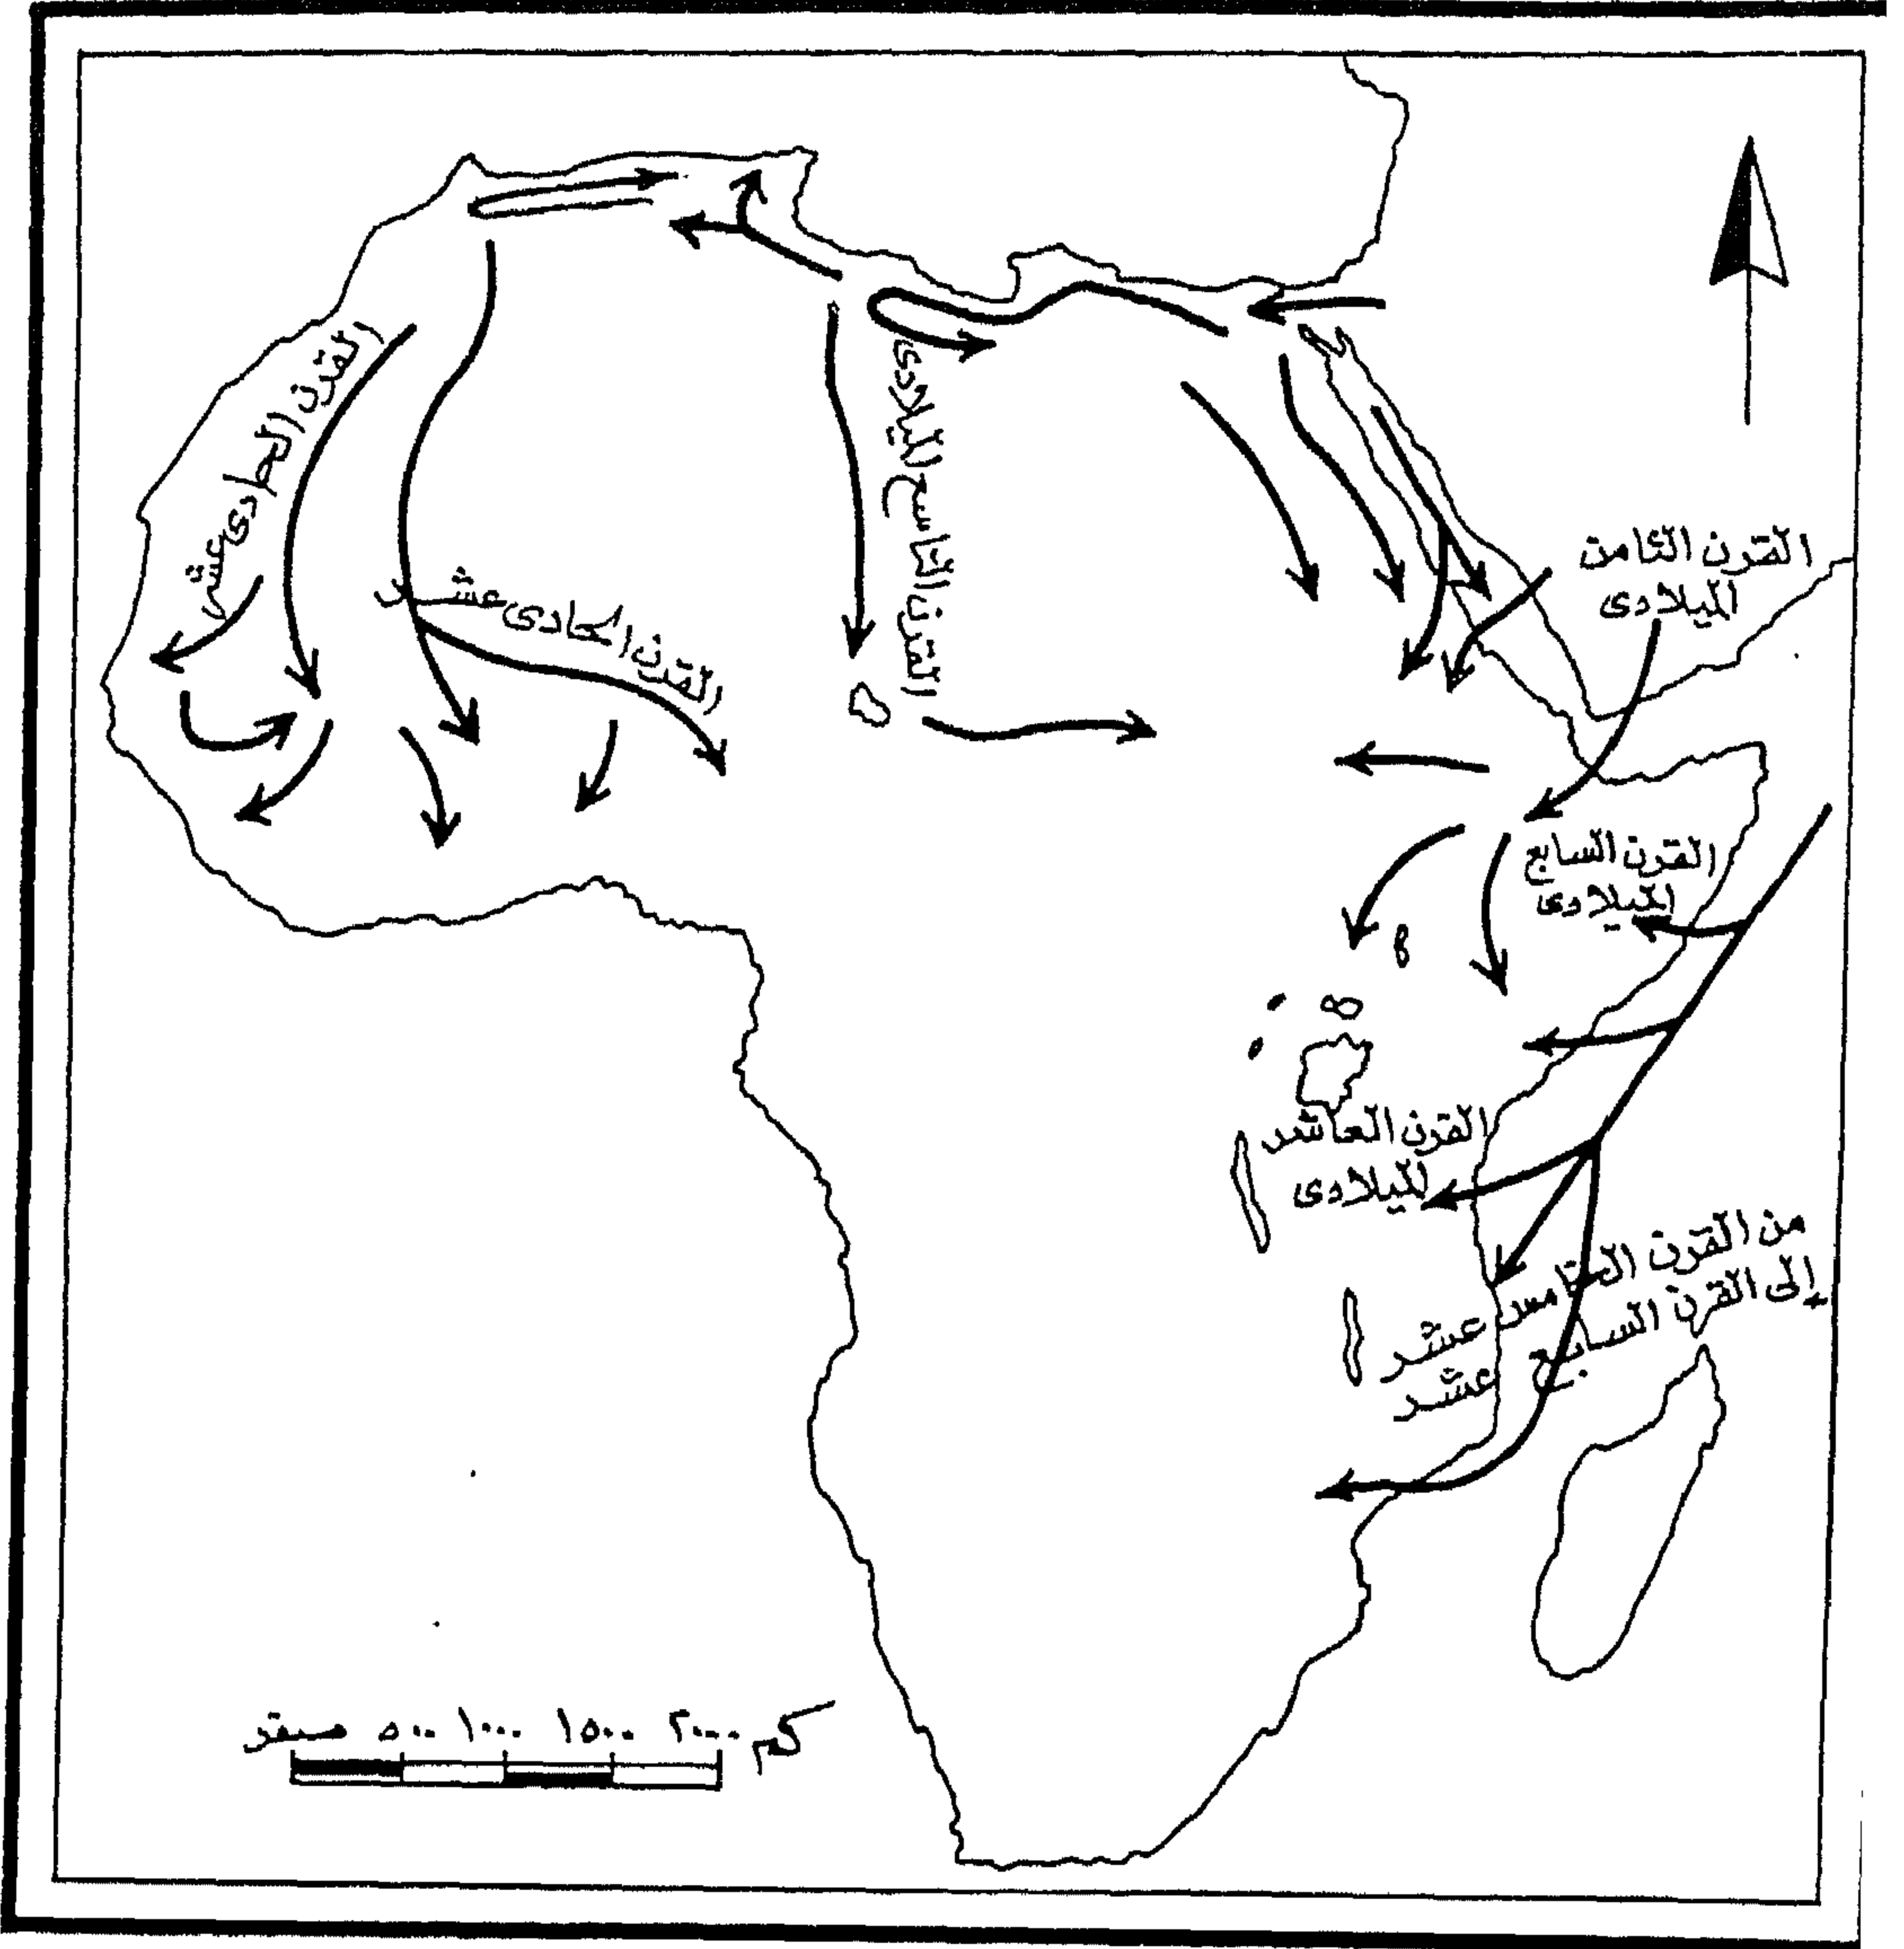 القرن الحادى عشر
القرن الحادى عشر
القرن التاسع الميلادى
القرن الثامن
الميلادى
القرن السابع
الميلادى
القرن العاشر
الميلادى
من القرن الخامس عشر
إلى القرن السابع عشر
صفر ٥٠٠ ١٠٠٠ ١٥٠٠ ٢٠٠٠ كم